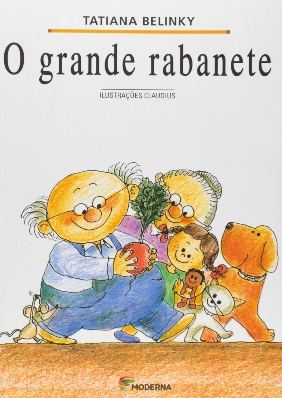 TATIANA BELINKY
O grande rabanete
ILUSTRAÇÕES CLAUDIUS
MODERNA